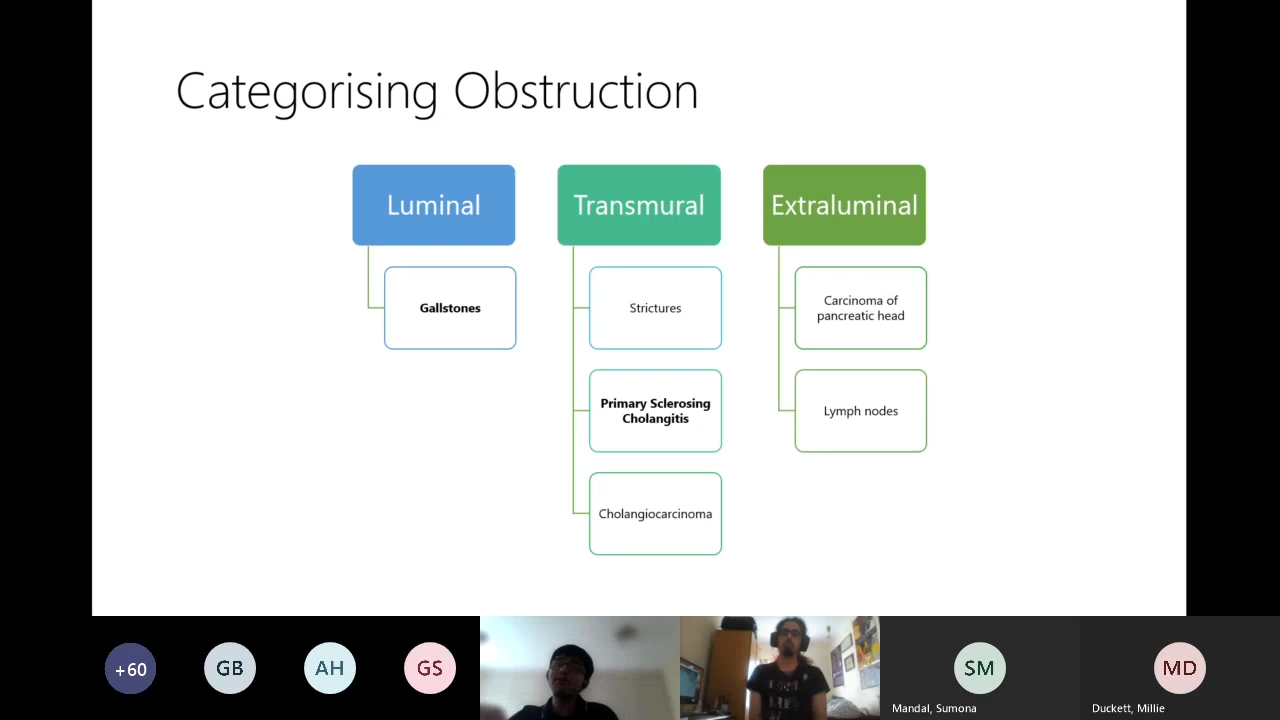 Categorising Obstruction
Luminal
Transmural
Extraluminal
Gallstones
Strictures
Carcinoma of
pancreatic head
Primary Sclerosing
Cholangitis
Lymph nodes
Cholangiocarcinoma
+60
GB
AH
GS
SM
MD
Mandal, Sumona
Duckett, Millie